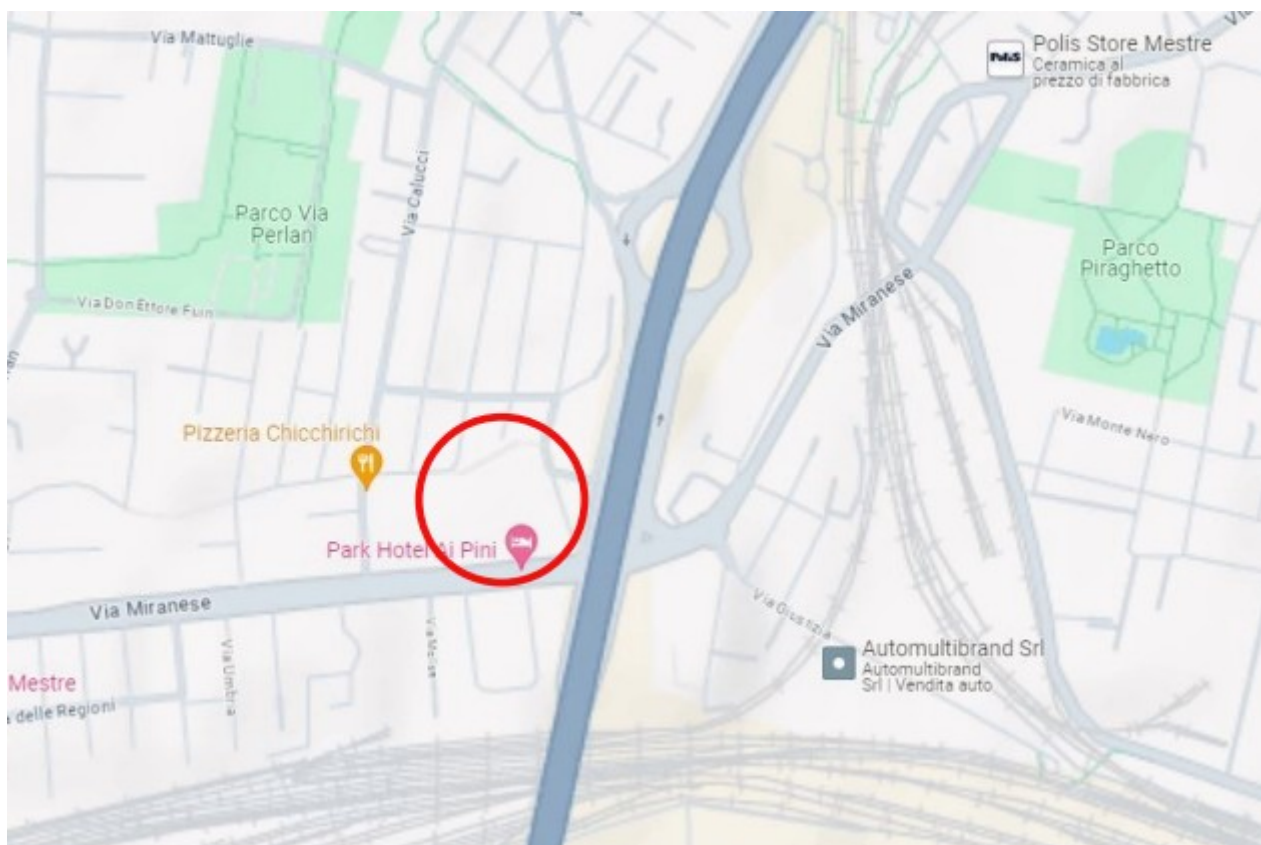 Via Mattuglie
Polis
Polis Store Mestre
Ceramica al
prezzo di fabbrica
Via Calucci
Parco Via
Perlan
Parco
Piraghetto
Via Don Ettore Fuin
Via Miranese
Via Monte Nero
Pizzeria Chicchirichi
Park Hotel Ai Pini
Via Miranese
Via Giustizia
Via Umbria
Automultibrand Srl
Automultibrand
Srl | Vendita auto
Mestre
delle Regioni